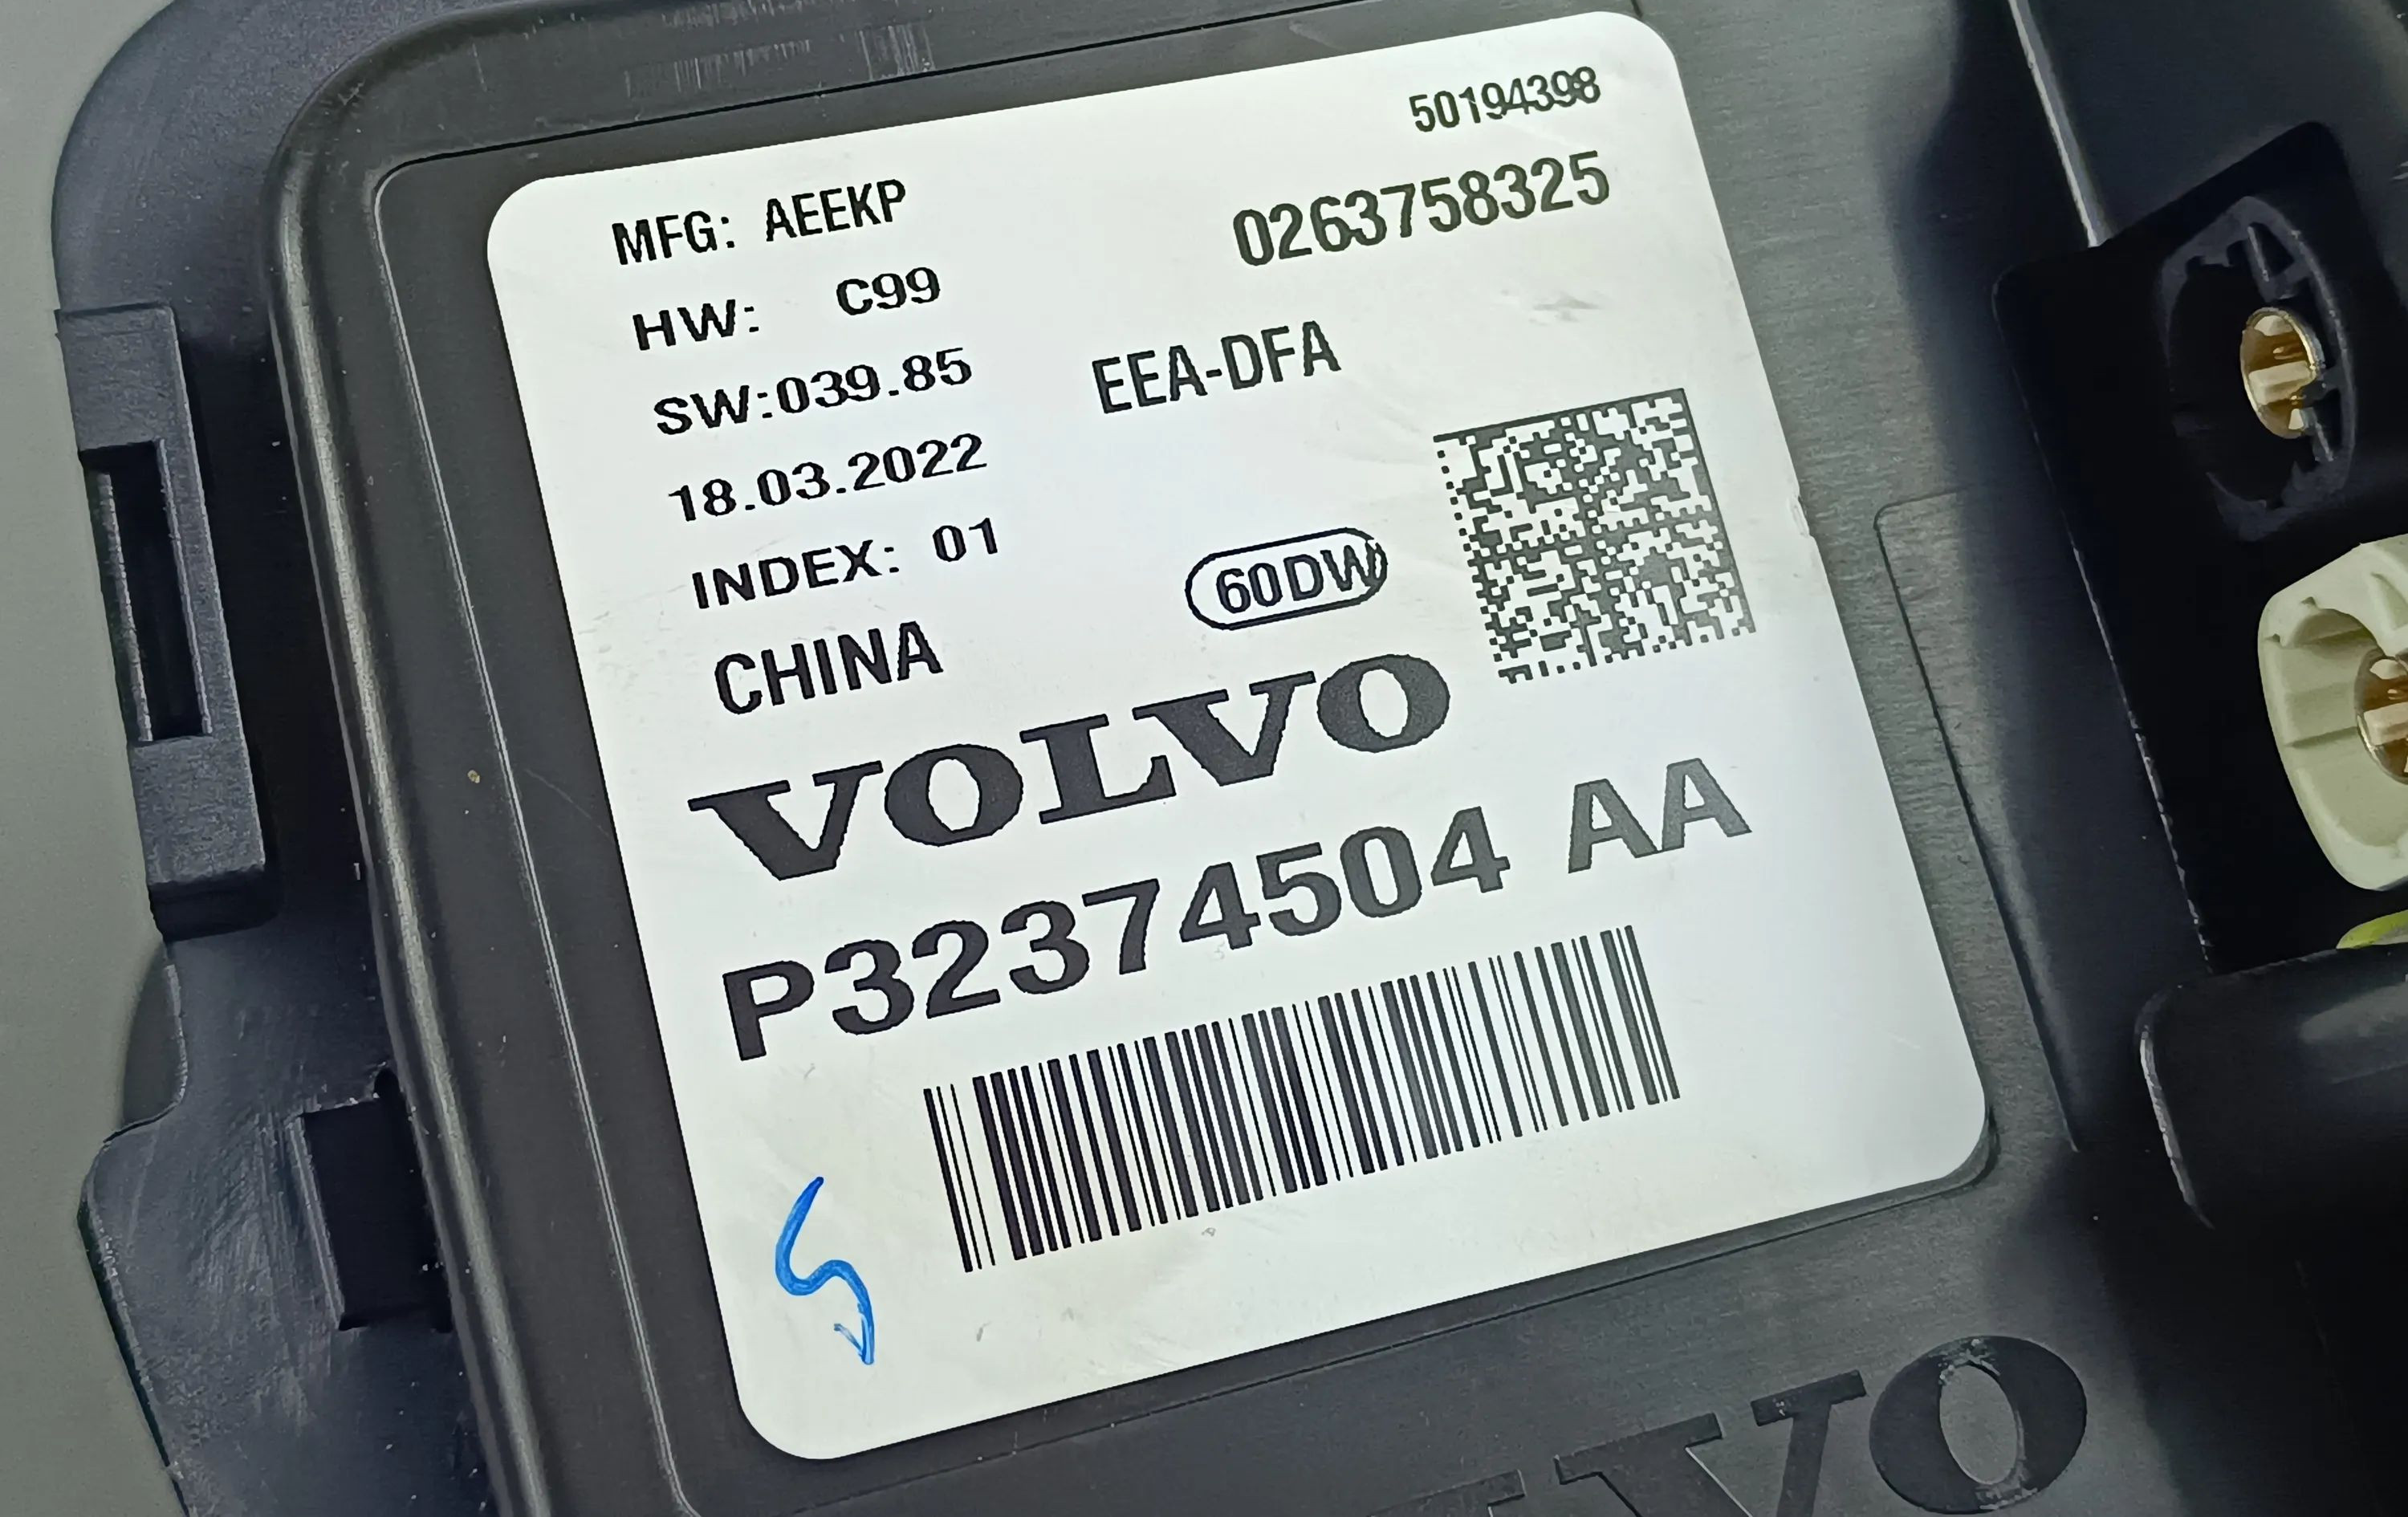 50194398
MFG: AEEKP
0263758325
HW: C99
SW:039.85
EEA-DFA
18.03.2022
INDEX: 01
60DW
CHINA
VOLVO
P32374504 AA